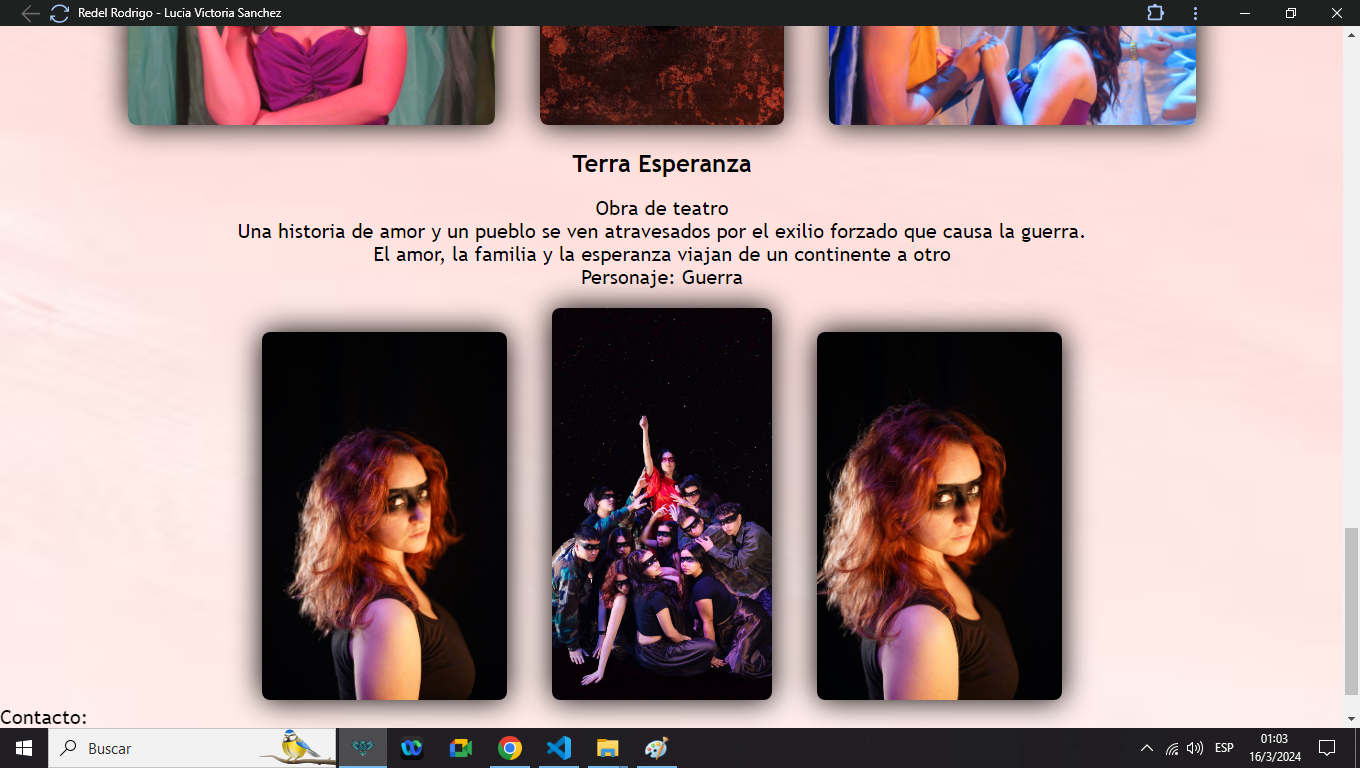 Redel Rodrigo - Lucia Victoria Sanchez
Terra Esperanza
Obra de teatro
Una historia de amor y un pueblo se ven atravesados por el exilio forzado que causa la guerra.
El amor, la familia y la esperanza viajan de un continente a otro
Personaje: Guerra
Contacto:
Buscar
ESP
01:03
16/3/2024